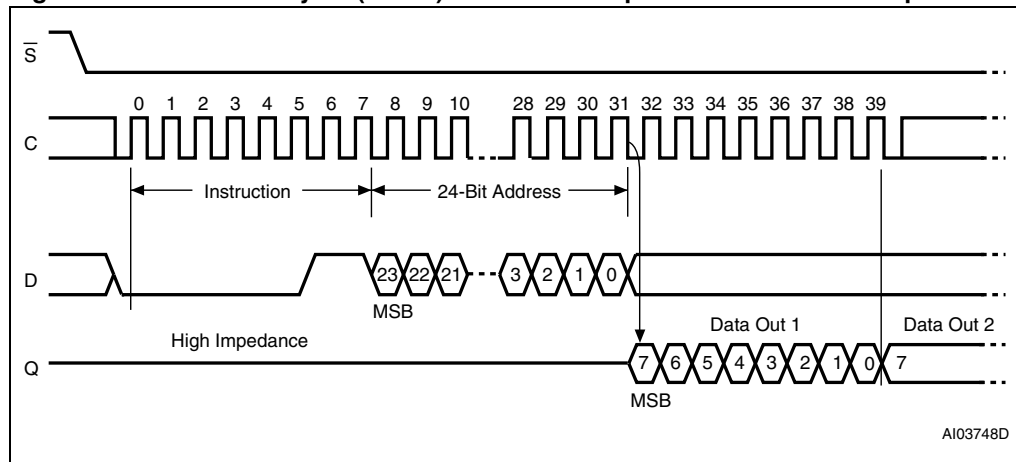 S
0 1 2 3 4 5 6 7 8 9 10 28 29 30 31 32 33 34 35 36 37 38 39
C
Instruction 24-Bit Address
D
23 22 21 3 2 1 0
MSB
Data Out 1 Data Out 2
High Impedance
Q
7 6 5 4 3 2 1 0 7
MSB
AI03748D